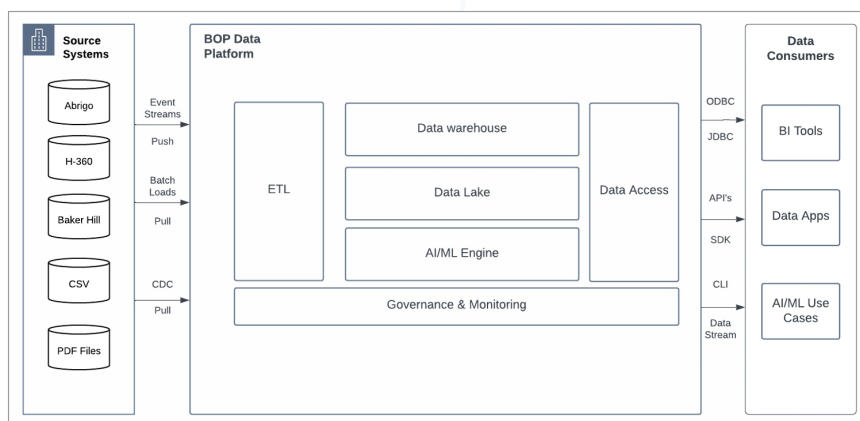 Source
Systems
Abrigo
H-360
Baker Hill
CSV
PDF Files
Event
Streams
Push
Batch
Loads
Pull
CDC
Pull
BOP Data
Platform
ETL
Data warehouse
Data Lake
AI/ML Engine
Data Access
Governance & Monitoring
ODBC
JDBC
API's
SDK
CLI
Data
Stream
Data
Consumers
BI Tools
Data Apps
AI/ML Use
Cases